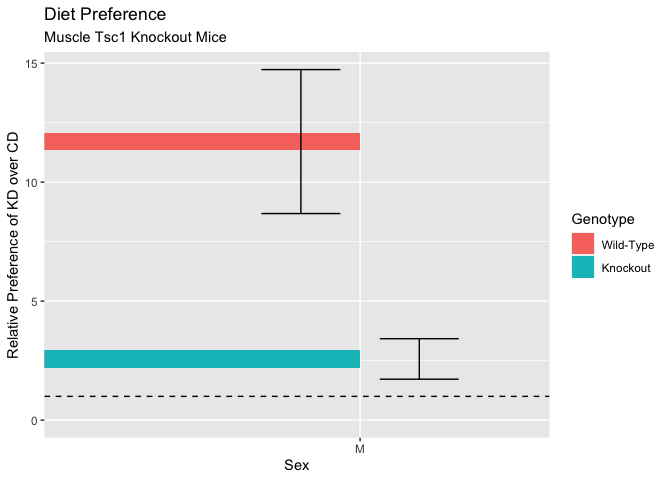 Diet Preference
Muscle Tsc1 Knockout Mice
Relative Preference of KD over CD
15
10
5
0
M
Sex
Genotype
Wild-Type
Knockout